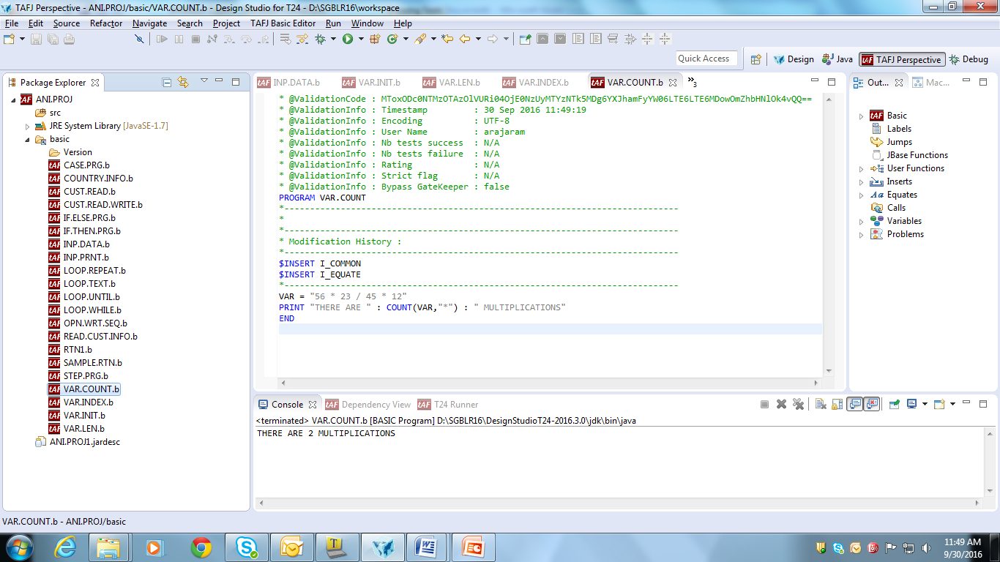 TAFJ Perspective - ANI.PROJ/basic/VAR.COUNT.b - Design Studio for T24 - D:\SGBLR16\workspace
File Edit Source Refactor Navigate Search Project TAFJ Basic Editor Run Window Help
Quick Access Design Java TAFJ Perspective Debug
Package Explorer
ANI.PROJ
src
JRE System Library [JavaSE-1.7]
basic
Version
CASE.PRG.b
COUNTRY.INFO.b
CUST.READ.b
CUST.READ.WRITE.b
IF.ELSE.PRG.b
IF.THEN.PRG.b
INP.DATA.b
INP.PRNT.b
LOOP.REPEAT.b
LOOP.TEXT.b
LOOP.UNTIL.b
LOOP.WHILE.b
OPN.WRT.SEQ.b
READ.CUST.INFO.b
RTN1.b
SAMPLE.RTN.b
STEP.PRG.b
VAR.COUNT.b
VAR.INDEX.b
VAR.INIT.b
VAR.LEN.b
ANI.PROJ1.jardesc
INP.DATA.b VAR.INIT.b VAR.LEN.b VAR.INDEX.b VAR.COUNT.b »3
* @ValidationCode : MToxODc0NTMzOTAzOlVURi04OjE0NzUyMTYzNTk5MDg6YXJhamFyYW06LTE6LTE6MDowOmZhbHNlOk4vQQ==
* @ValidationInfo : Timestamp : 30 Sep 2016 11:49:19
* @ValidationInfo : Encoding : UTF-8
* @ValidationInfo : User Name : arajaram
* @ValidationInfo : Nb tests success : N/A
* @ValidationInfo : Nb tests failure : N/A
* @ValidationInfo : Rating : N/A
* @ValidationInfo : Strict flag : N/A
* @ValidationInfo : Bypass GateKeeper : false
PROGRAM VAR.COUNT
*-----------------------------------------------------------------------------
*
*-----------------------------------------------------------------------------
* Modification History :
*-----------------------------------------------------------------------------
$INSERT I_COMMON
$INSERT I_EQUATE
*-----------------------------------------------------------------------------
VAR = "56 * 23 / 45 * 12"
PRINT "THERE ARE " : COUNT(VAR,"*") : " MULTIPLICATIONS"
END
Out... Mac...
Basic
Labels
Jumps
JBase Functions
User Functions
Inserts
Equates
Calls
Variables
Problems
Console Dependency View T24 Runner
<terminated> VAR.COUNT.b [BASIC Program] D:\SGBLR16\DesignStudioT24-2016.3.0\jdk\bin\java
THERE ARE 2 MULTIPLICATIONS
VAR.COUNT.b - ANI.PROJ/basic
11:49 AM
9/30/2016